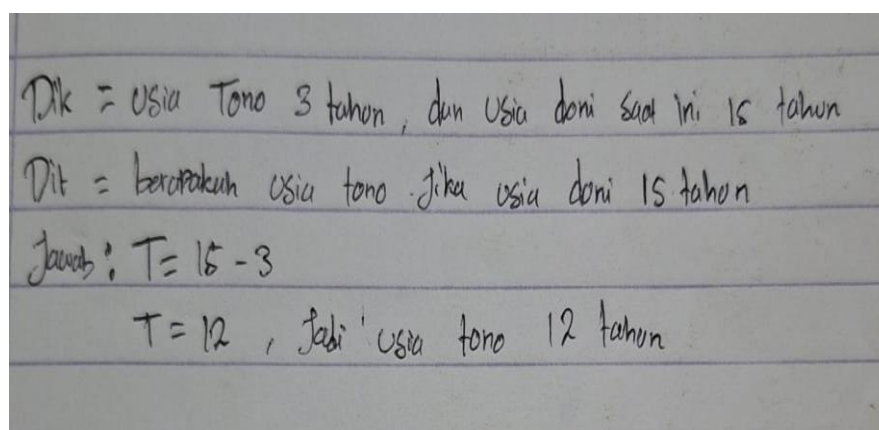 Dik = Usia Tono 3 tahun, dan usia doni saat ini 15 tahun
Dit = berapakah usia tono jika usia doni 15 tahun
Jawab : T = 15 - 3
T = 12 , Jadi usia tono 12 tahun